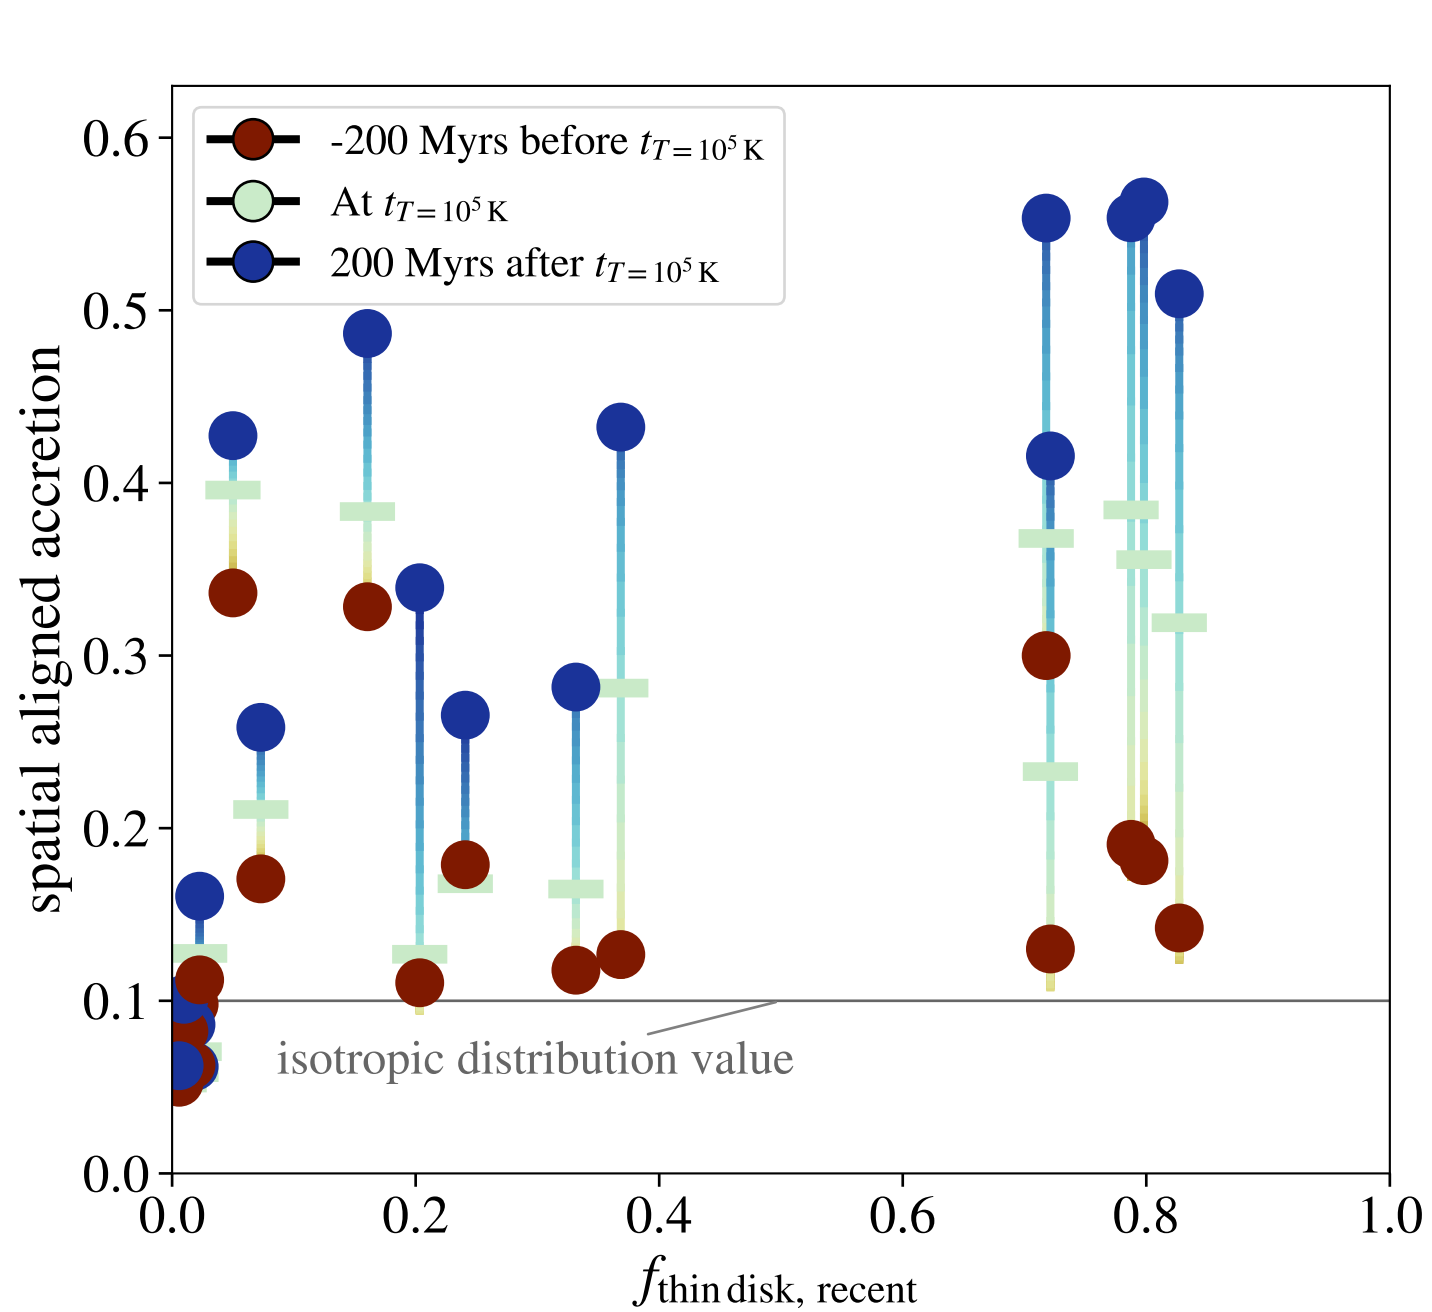 -200 Myrs before t_{T=10^5 K}
At t_{T=10^5 K}
200 Myrs after t_{T=10^5 K}
0.6
0.5
0.4
0.3
0.2
0.1
0.0
spatial aligned accretion
isotropic distribution value
0.0 0.2 0.4 0.6 0.8 1.0
f_{thin disk, recent}